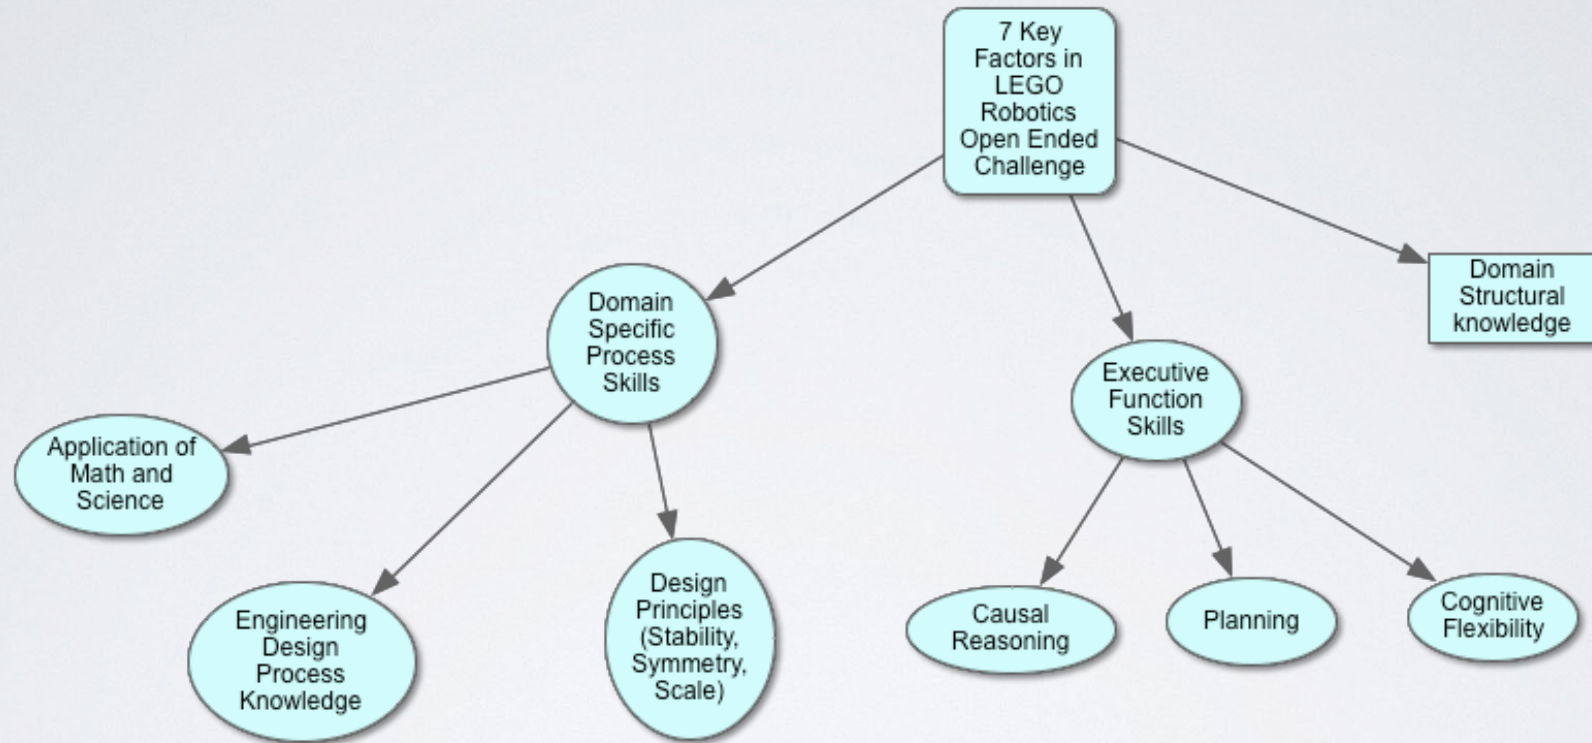 7 Key
Factors in
LEGO
Robotics
Open Ended
Challenge
Domain
Specific
Process
Skills
Executive
Function
Skills
Domain
Structural
knowledge
Application of
Math and
Science
Engineering
Design
Process
Knowledge
Design
Principles
(Stability,
Symmetry,
Scale)
Causal
Reasoning
Planning
Cognitive
Flexibility